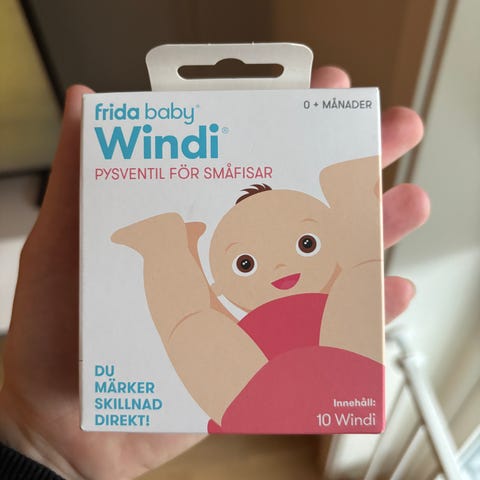 frida baby®
0 + MÅNADER
Windi®
PYSVENTIL FÖR SMÅFISAR
DU
MÄRKER
SKILLNAD
DIREKT!
Innehåll:
10 Windi